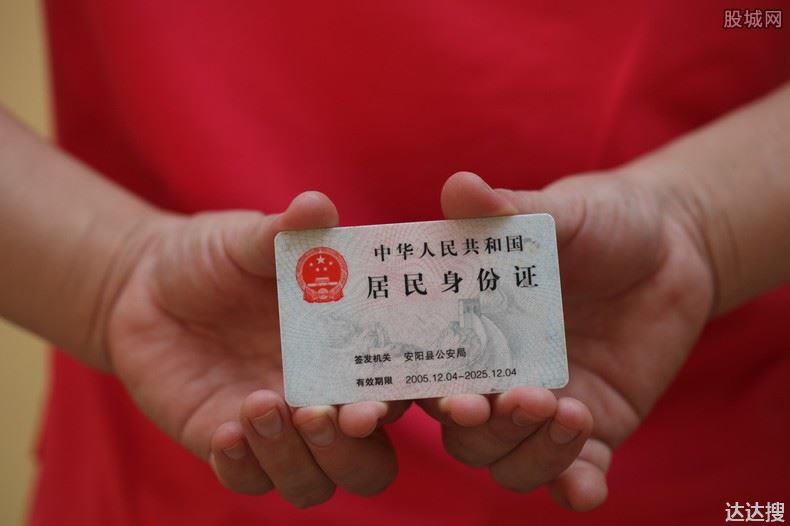 股城网
中华人民共和国
居民身份证
签发机关 安阳县公安局
有效期限 2005.12.04-2025.12.04
达达搜